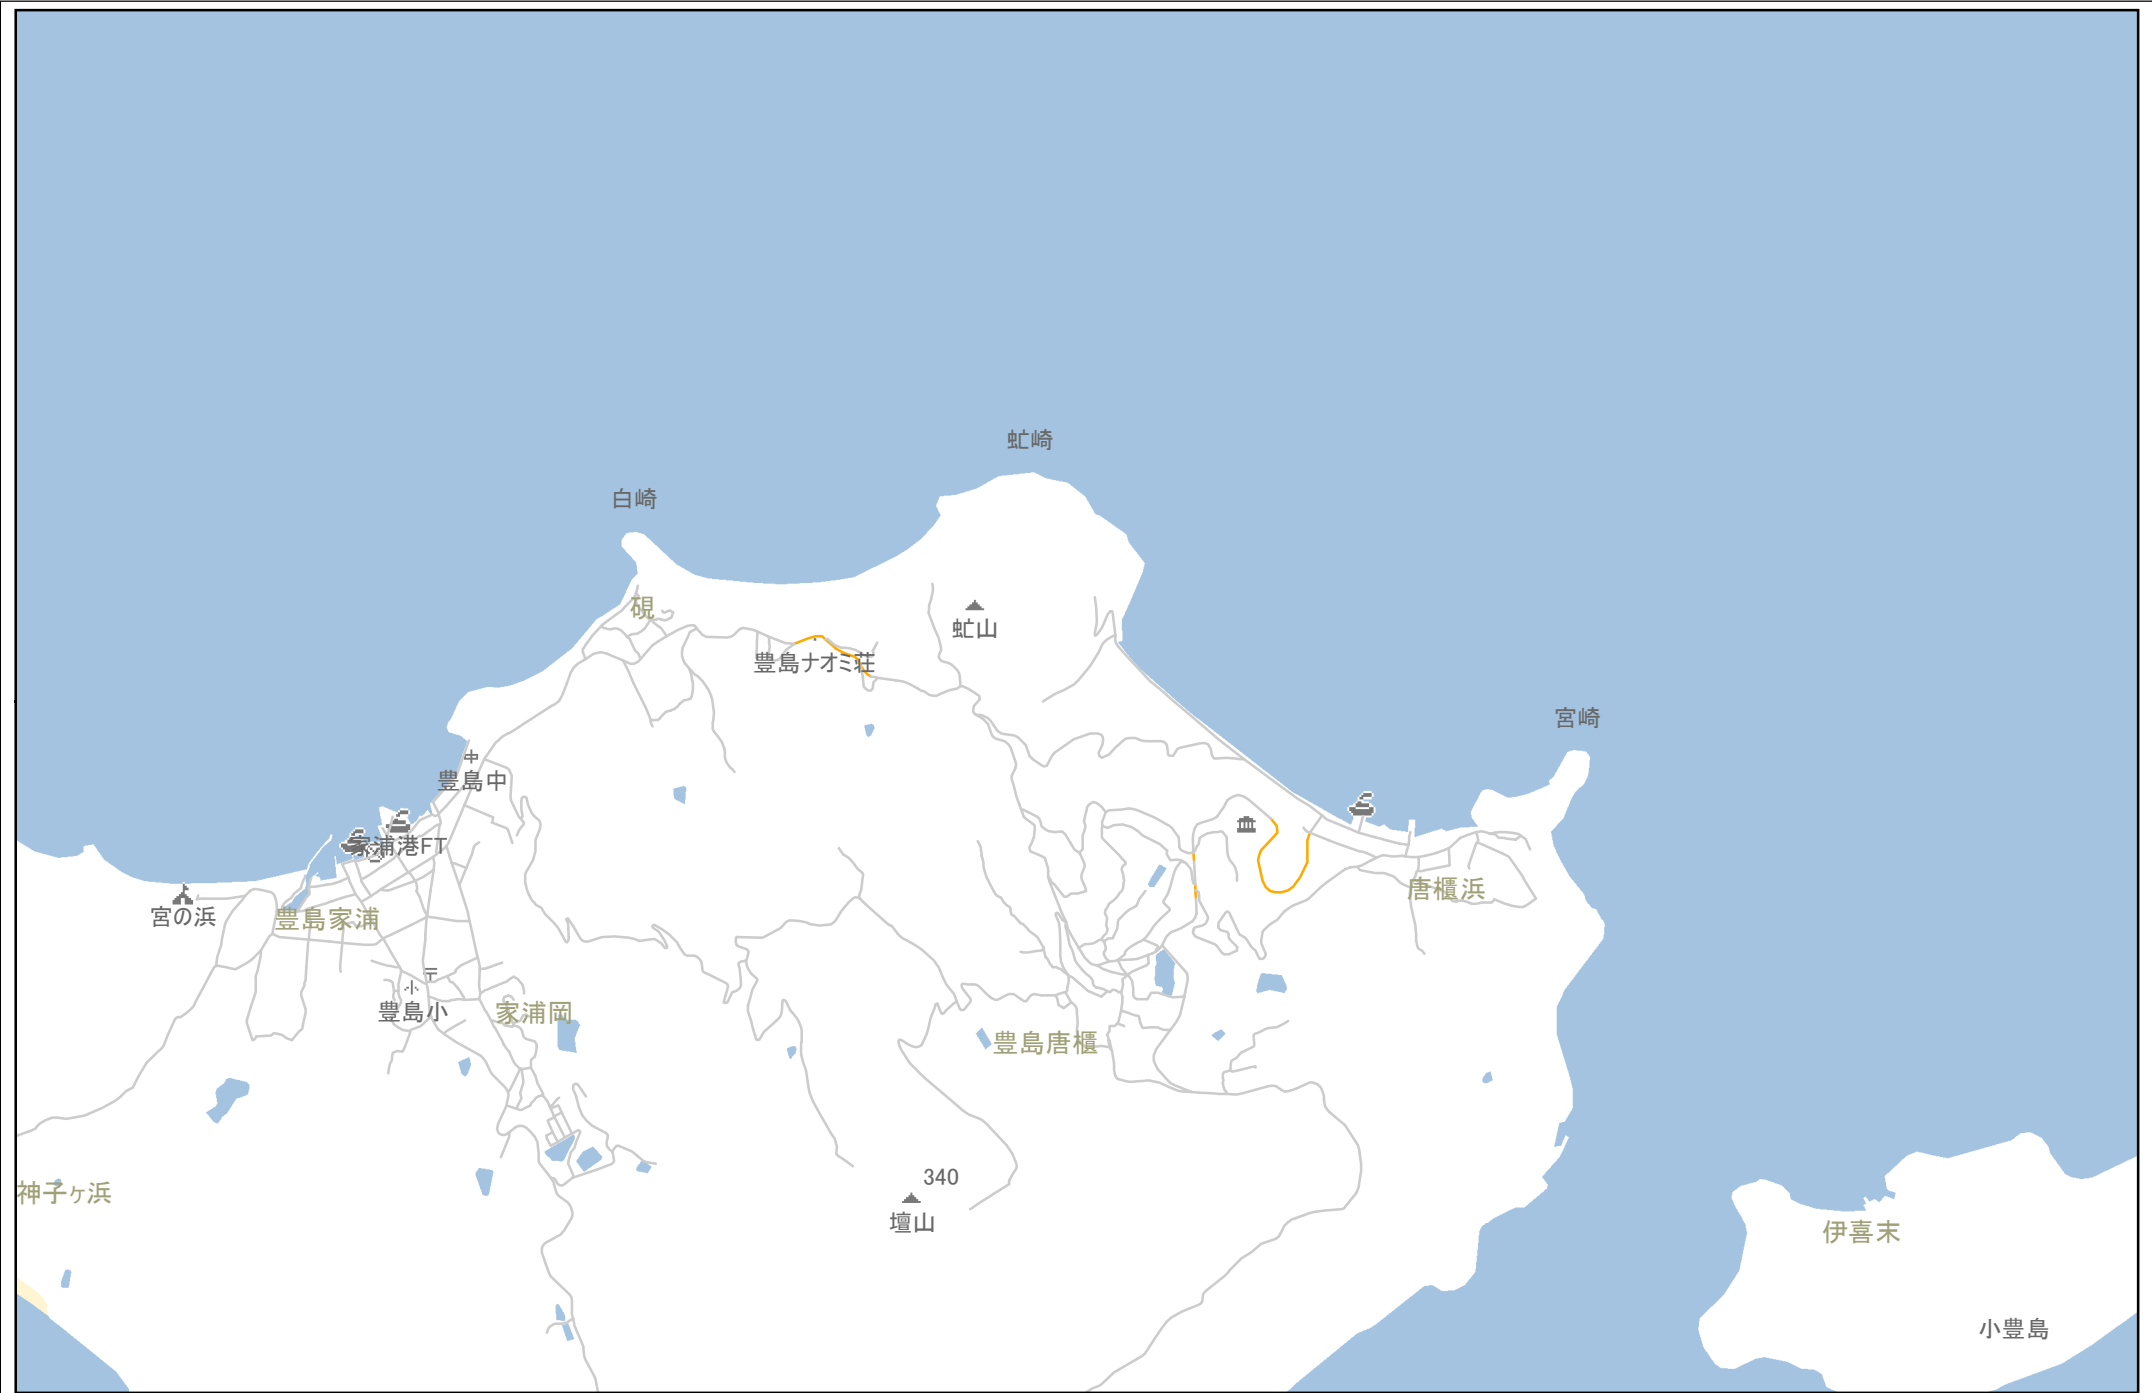 虻崎
白崎
硯
虻山
豊島ナオミ荘
宮崎
中
豊島中
家浦港FT
唐櫃浜
宮の浜
豊島家浦
〒
小
豊島小
家浦岡
豊島唐櫃
340
神子ヶ浜
壇山
伊喜末
小豊島